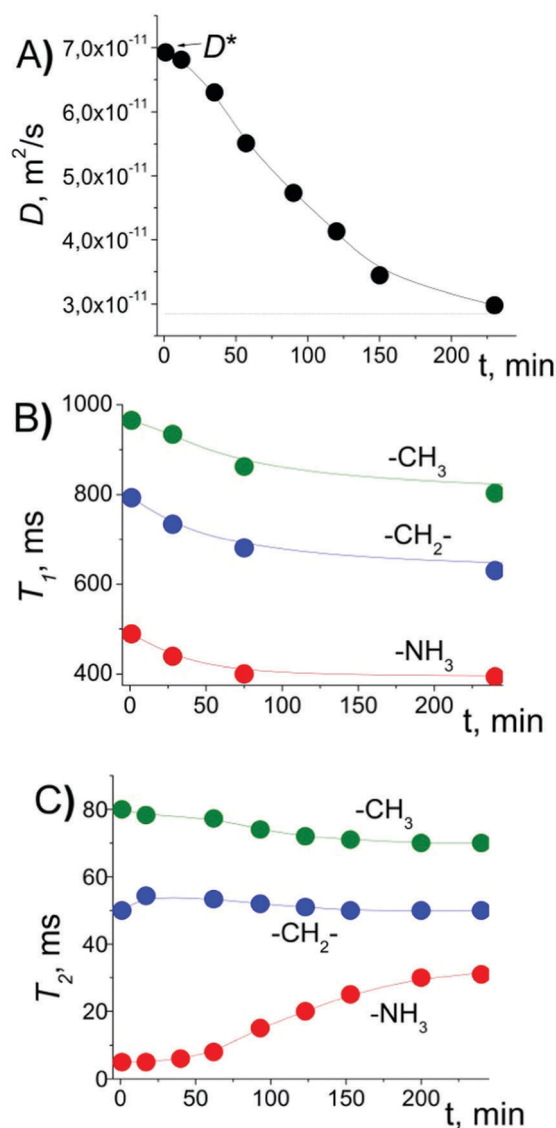 A)
D*
7,0x10⁻¹¹
6,0x10⁻¹¹
5,0x10⁻¹¹
4,0x10⁻¹¹
3,0x10⁻¹¹
D, m²/s
0 50 100 150 200
t, min
B)
1000
800
600
400
T₁, ms
-CH₃
-CH₂-
-NH₃
0 50 100 150 200
t, min
C)
80
60
40
20
0
T₂, ms
-CH₃
-CH₂-
-NH₃
0 50 100 150 200
t, min